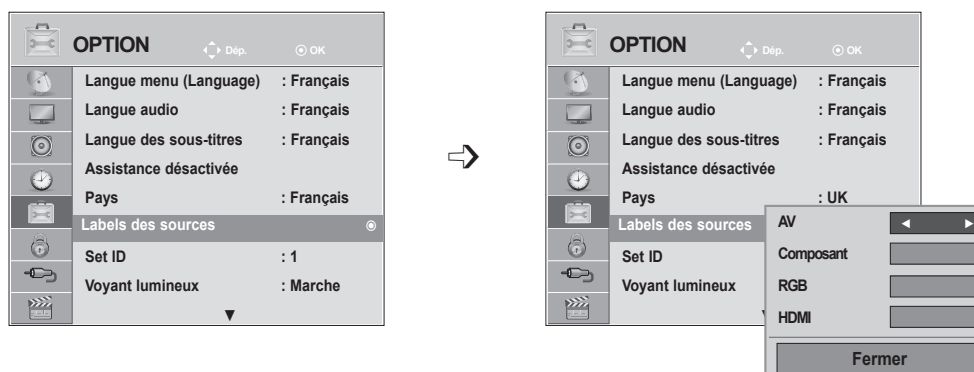 OPTION
Dép.
OK
Langue menu (Language) : Français
Langue audio : Français
Langue des sous-titres : Français
Assistance désactivée
Pays : Français
Labels des sources
Set ID : 1
Voyant lumineux : Marche
OPTION
Dép.
OK
Langue menu (Language) : Français
Langue audio : Français
Langue des sous-titres : Français
Assistance désactivée
Pays : UK
Labels des sources
Set ID
Voyant lumineux
AV
Composant
RGB
HDMI
Fermer